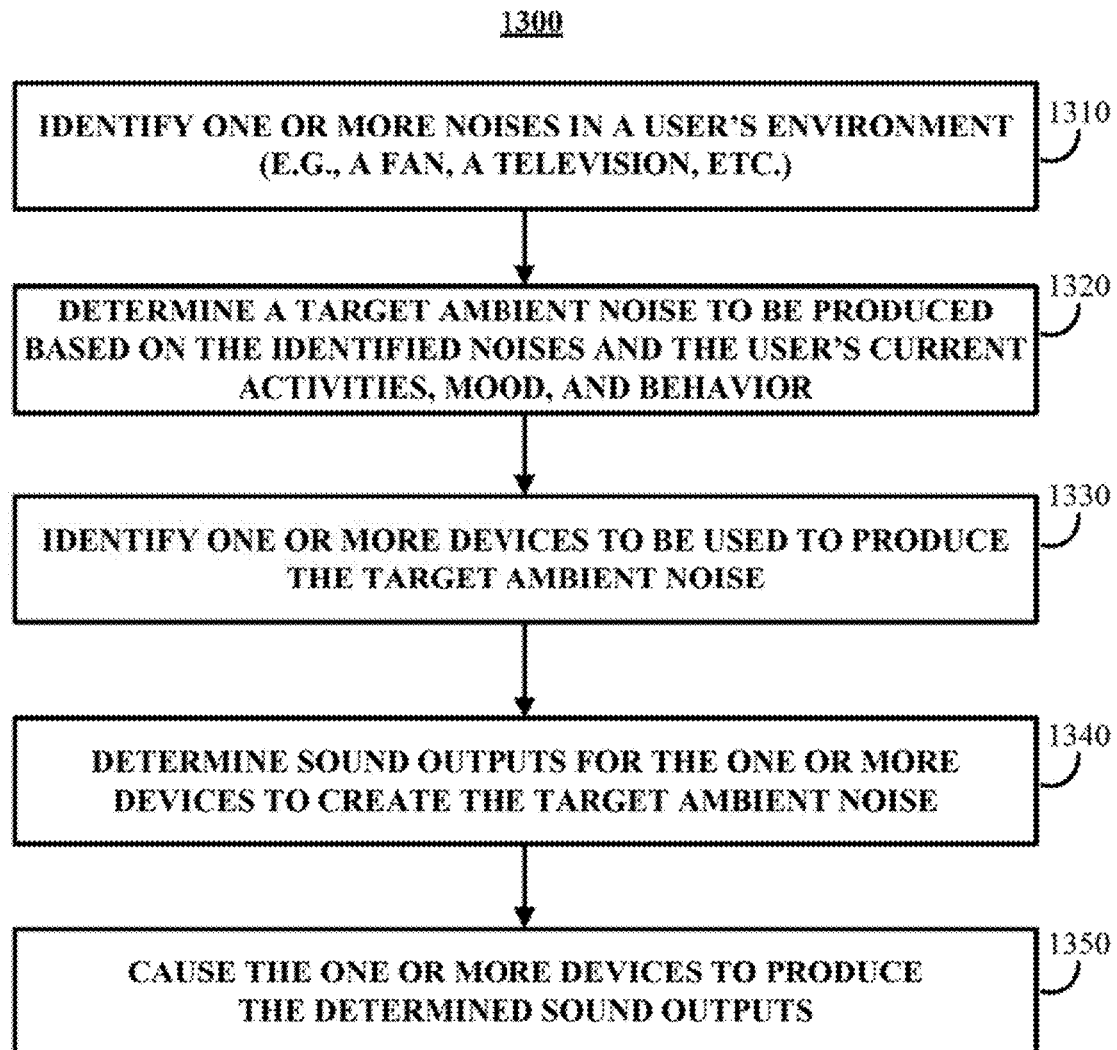 1300
IDENTIFY ONE OR MORE NOISES IN A USER'S ENVIRONMENT
(E.G., A FAN, A TELEVISION, ETC.)
1310
DETERMINE A TARGET AMBIENT NOISE TO BE PRODUCED
BASED ON THE IDENTIFIED NOISES AND THE USER'S CURRENT
ACTIVITIES, MOOD, AND BEHAVIOR
1320
IDENTIFY ONE OR MORE DEVICES TO BE USED TO PRODUCE
THE TARGET AMBIENT NOISE
1330
DETERMINE SOUND OUTPUTS FOR THE ONE OR MORE
DEVICES TO CREATE THE TARGET AMBIENT NOISE
1340
CAUSE THE ONE OR MORE DEVICES TO PRODUCE
THE DETERMINED SOUND OUTPUTS
1350